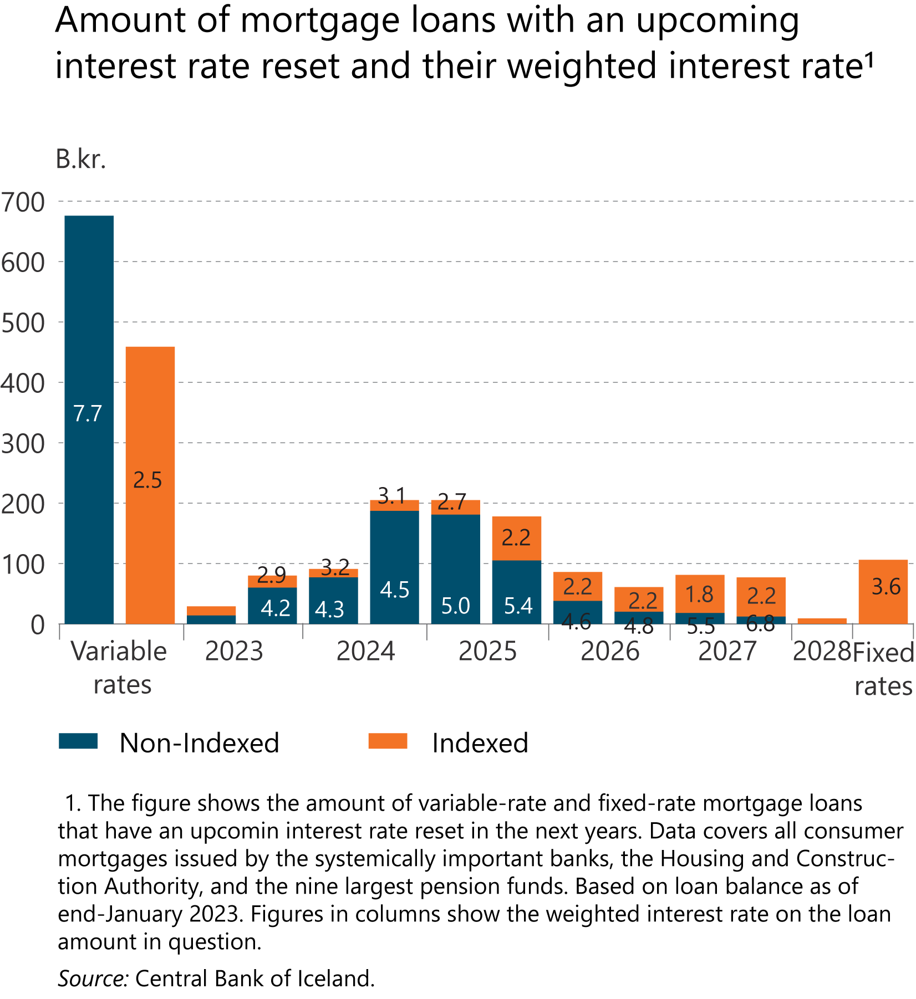 Amount of mortgage loans with an upcoming
interest rate reset and their weighted interest rate¹
B.kr.
700
600
500
400
300
200
100
0
7.7
2.5
2.9
4.2
3.2
4.3
3.1
4.5
2.7
5.0
2.2
5.4
2.2
4.6
2.2
4.8
1.8
5.5
2.2
6.8
3.6
Variable
rates
2023
2024
2025
2026
2027
2028
Fixed
rates
Non-Indexed
Indexed
1. The figure shows the amount of variable-rate and fixed-rate mortgage loans
that have an upcomin interest rate reset in the next years. Data covers all consumer
mortgages issued by the systemically important banks, the Housing and Construc-
tion Authority, and the nine largest pension funds. Based on loan balance as of
end-January 2023. Figures in columns show the weighted interest rate on the loan
amount in question.
Source: Central Bank of Iceland.